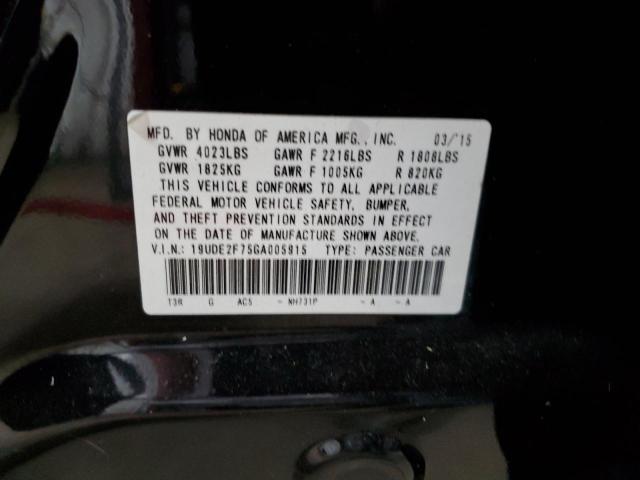 MFD. BY HONDA OF AMERICA MFG., INC. 03/'15
GVWR 4023LBS GAWR F 2216LBS R 1808LBS
GVWR 1825KG GAWR F 1005KG R 820KG
THIS VEHICLE CONFORMS TO ALL APPLICABLE
FEDERAL MOTOR VEHICLE SAFETY, BUMPER,
AND THEFT PREVENTION STANDARDS IN EFFECT
ON THE DATE OF MANUFACTURE SHOWN ABOVE.
V.I.N.: 19UDE2F75GA005915 TYPE: PASSENGER CAR
T3R G AC5 - NH731P - A - A